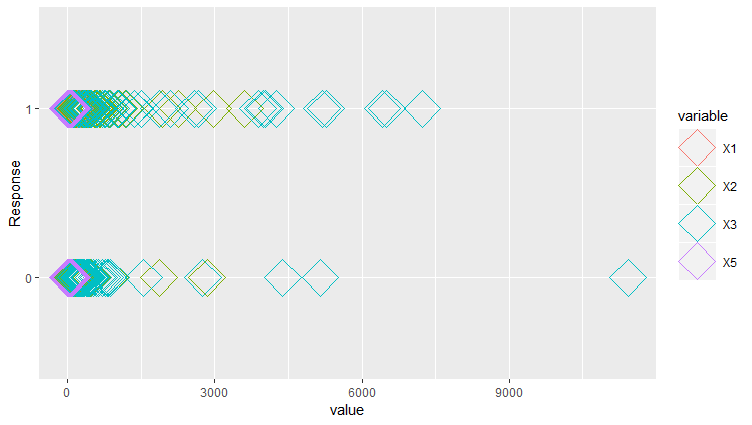 Response
1
0
0
3000
6000
9000
value
variable
X1
X2
X3
X5